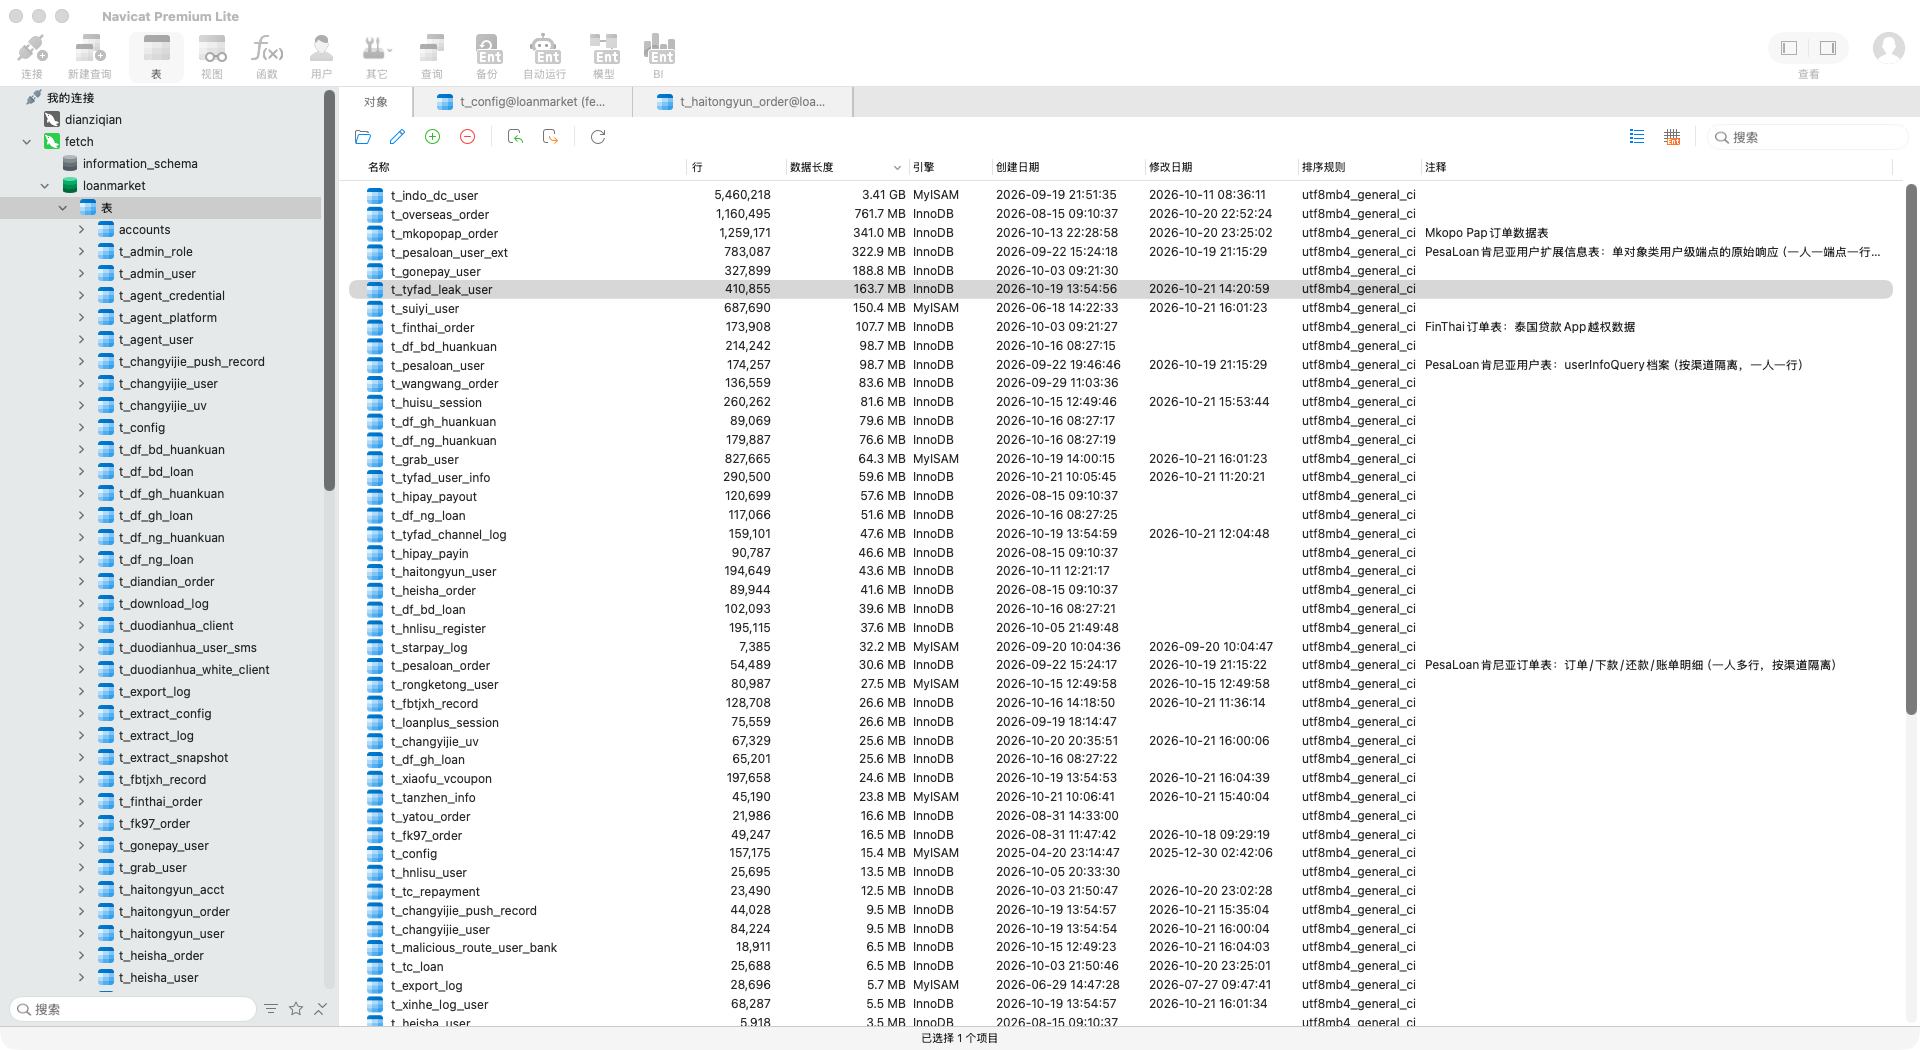 Navicat Premium Lite
连接
新建查询
表
视图
函数
用户
其它
查询
备份
自动运行
模型
BI
查看
我的连接
dianziqian
fetch
information_schema
loanmarket
表
accounts
t_admin_role
t_admin_user
t_agent_credential
t_agent_platform
t_agent_user
t_changyijie_push_record
t_changyijie_user
t_changyijie_uv
t_config
t_df_bd_huankuan
t_df_bd_loan
t_df_gh_huankuan
t_df_gh_loan
t_df_ng_huankuan
t_df_ng_loan
t_diandian_order
t_download_log
t_duodianhua_client
t_duodianhua_user_sms
t_duodianhua_white_client
t_export_log
t_extract_config
t_extract_log
t_extract_snapshot
t_fbtjxh_record
t_finthai_order
t_fk97_order
t_gonepay_user
t_grab_user
t_haitongyun_acct
t_haitongyun_order
t_haitongyun_user
t_heisha_order
t_heisha_user
搜索
对象 t_config@loanmarket (fe... t_haitongyun_order@loa...
搜索
名称 行 数据长度 引擎 创建日期 修改日期 排序规则 注释
t_indo_dc_user 5,460,218 3.41 GB MyISAM 2026-09-19 21:51:35 2026-10-11 08:36:11 utf8mb4_general_ci
t_overseas_order 1,160,495 761.7 MB InnoDB 2026-08-15 09:10:37 2026-10-20 22:52:24 utf8mb4_general_ci
t_mkopopap_order 1,259,171 341.0 MB InnoDB 2026-10-13 22:28:58 2026-10-20 23:25:02 utf8mb4_general_ci Mkopo Pap订单数据表
t_pesaloan_user_ext 783,087 322.9 MB InnoDB 2026-09-22 15:24:18 2026-10-19 21:15:29 utf8mb4_general_ci PesaLoan肯尼亚用户扩展信息表：单对象类用户级端点的原始响应 (一人一端点一行...
t_gonepay_user 327,899 188.8 MB InnoDB 2026-10-03 09:21:30 utf8mb4_general_ci
t_tyfad_leak_user 410,855 163.7 MB InnoDB 2026-10-19 13:54:56 2026-10-21 14:20:59 utf8mb4_general_ci
t_suiyi_user 687,690 150.4 MB MyISAM 2026-06-18 14:22:33 2026-10-21 16:01:23 utf8mb4_general_ci
t_finthai_order 173,908 107.7 MB InnoDB 2026-10-03 09:21:27 utf8mb4_general_ci FinThai订单表：泰国贷款App越权数据
t_df_bd_huankuan 214,242 98.7 MB InnoDB 2026-10-16 08:27:15 utf8mb4_general_ci
t_pesaloan_user 174,257 98.7 MB InnoDB 2026-09-22 19:46:46 2026-10-19 21:15:29 utf8mb4_general_ci PesaLoan肯尼亚用户表：userInfoQuery档案 (按渠道隔离，一人一行)
t_wangwang_order 136,559 83.6 MB InnoDB 2026-09-29 11:03:36 utf8mb4_general_ci
t_huisu_session 260,262 81.6 MB InnoDB 2026-10-15 12:49:46 2026-10-21 15:53:44 utf8mb4_general_ci
t_df_gh_huankuan 89,069 79.6 MB InnoDB 2026-10-16 08:27:17 utf8mb4_general_ci
t_df_ng_huankuan 179,887 76.6 MB InnoDB 2026-10-16 08:27:19 utf8mb4_general_ci
t_grab_user 827,665 64.3 MB MyISAM 2026-10-19 14:00:15 2026-10-21 16:01:23 utf8mb4_general_ci
t_tyfad_user_info 290,500 59.6 MB InnoDB 2026-10-21 10:05:45 2026-10-21 11:20:21 utf8mb4_general_ci
t_hipay_payout 120,699 57.6 MB InnoDB 2026-08-15 09:10:37 utf8mb4_general_ci
t_df_ng_loan 117,066 51.6 MB InnoDB 2026-10-16 08:27:25 utf8mb4_general_ci
t_tyfad_channel_log 159,101 47.6 MB InnoDB 2026-10-19 13:54:59 2026-10-21 12:04:48 utf8mb4_general_ci
t_hipay_payin 90,787 46.6 MB InnoDB 2026-08-15 09:10:37 utf8mb4_general_ci
t_haitongyun_user 194,649 43.6 MB InnoDB 2026-10-11 12:21:17 utf8mb4_general_ci
t_heisha_order 89,944 41.6 MB InnoDB 2026-08-15 09:10:37 utf8mb4_general_ci
t_df_bd_loan 102,093 39.6 MB InnoDB 2026-10-16 08:27:21 utf8mb4_general_ci
t_hnlisu_register 195,115 37.6 MB InnoDB 2026-10-05 21:49:48 utf8mb4_general_ci
t_starpay_log 7,385 32.2 MB MyISAM 2026-09-20 10:04:36 2026-09-20 10:04:47 utf8mb4_general_ci
t_pesaloan_order 54,489 30.6 MB InnoDB 2026-09-22 15:24:17 2026-10-19 21:15:22 utf8mb4_general_ci PesaLoan肯尼亚订单表：订单/下款/还款/账单明细 (一人多行，按渠道隔离)
t_rongketong_user 80,987 27.5 MB MyISAM 2026-10-15 12:49:58 2026-10-15 12:49:58 utf8mb4_general_ci
t_fbtjxh_record 128,708 26.6 MB InnoDB 2026-10-16 14:18:50 2026-10-21 11:36:14 utf8mb4_general_ci
t_loanplus_session 75,559 26.6 MB InnoDB 2026-09-19 18:14:47 utf8mb4_general_ci
t_changyijie_uv 67,329 25.6 MB InnoDB 2026-10-20 20:35:51 2026-10-21 16:00:06 utf8mb4_general_ci
t_df_gh_loan 65,201 25.6 MB InnoDB 2026-10-16 08:27:22 utf8mb4_general_ci
t_xiaofu_vcoupon 197,658 24.6 MB InnoDB 2026-10-19 13:54:53 2026-10-21 16:04:39 utf8mb4_general_ci
t_tanzhen_info 45,190 23.8 MB MyISAM 2026-10-21 10:06:41 2026-10-21 15:40:04 utf8mb4_general_ci
t_yatou_order 21,986 16.6 MB InnoDB 2026-08-31 14:33:00 utf8mb4_general_ci
t_fk97_order 49,247 16.5 MB InnoDB 2026-08-31 11:47:42 2026-10-18 09:29:19 utf8mb4_general_ci
t_config 157,175 15.4 MB MyISAM 2025-04-20 23:14:47 2025-12-30 02:42:06 utf8mb4_general_ci
t_hnlisu_user 25,695 13.5 MB InnoDB 2026-10-05 20:33:30 utf8mb4_general_ci
t_tc_repayment 23,490 12.5 MB InnoDB 2026-10-03 21:50:47 2026-10-20 23:02:28 utf8mb4_general_ci
t_changyijie_push_record 44,028 9.5 MB InnoDB 2026-10-19 13:54:57 2026-10-21 15:35:04 utf8mb4_general_ci
t_changyijie_user 84,224 9.5 MB InnoDB 2026-10-19 13:54:54 2026-10-21 16:00:04 utf8mb4_general_ci
t_malicious_route_user_bank 18,911 6.5 MB InnoDB 2026-10-15 12:49:23 2026-10-21 16:04:03 utf8mb4_general_ci
t_tc_loan 25,688 6.5 MB InnoDB 2026-10-03 21:50:46 2026-10-20 23:25:01 utf8mb4_general_ci
t_export_log 28,696 5.7 MB MyISAM 2026-06-29 14:47:28 2026-07-27 09:47:41 utf8mb4_general_ci
t_xinhe_log_user 68,287 5.5 MB InnoDB 2026-10-19 13:54:57 2026-10-21 16:01:34 utf8mb4_general_ci
t_heisha_user 5,918 3.5 MB InnoDB 2026-08-15 09:10:37 utf8mb4_general_ci
已选择 1 个项目